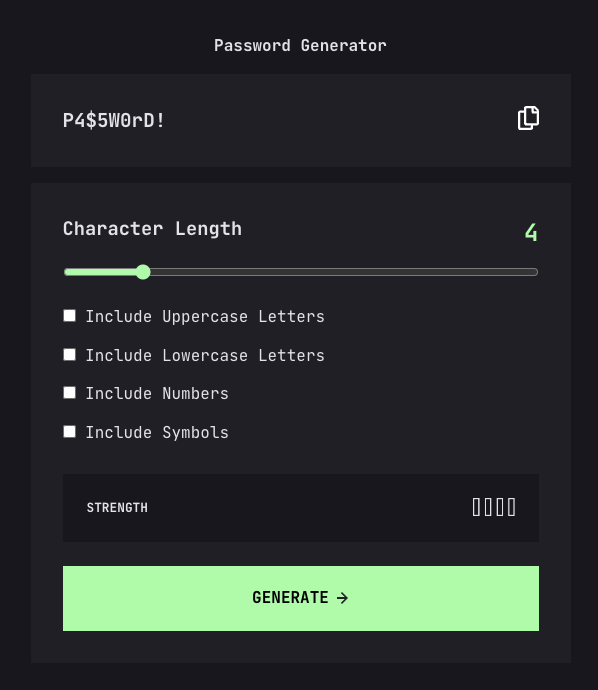 Password Generator
P4$5W0rD!
Character Length
4
Include Uppercase Letters
Include Lowercase Letters
Include Numbers
Include Symbols
STRENGTH
GENERATE →